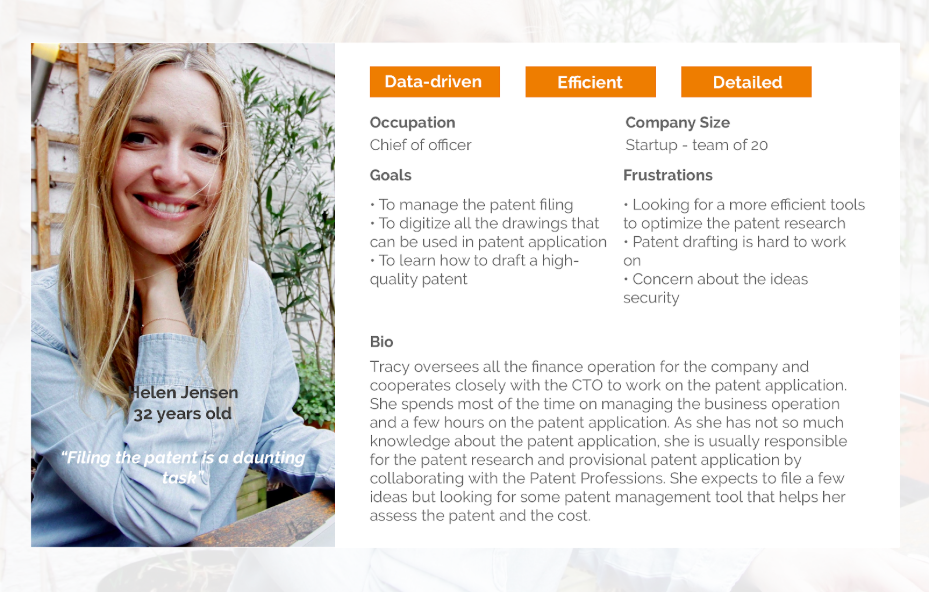 Data-driven
Efficient
Detailed
Occupation
Chief of officer
Company Size
Startup - team of 20
Goals
• To manage the patent filing
• To digitize all the drawings that
can be used in patent application
• To learn how to draft a high-
quality patent
Frustrations
• Looking for a more efficient tools
to optimize the patent research
• Patent drafting is hard to work
on
• Concern about the ideas
security
Helen Jensen
32 years old
“Filing the patent is a daunting
task”
Bio
Tracy oversees all the finance operation for the company and
cooperates closely with the CTO to work on the patent application.
She spends most of the time on managing the business operation
and a few hours on the patent application. As she has not so much
knowledge about the patent application, she is usually responsible
for the patent research and provisional patent application by
collaborating with the Patent Professions. She expects to file a few
ideas but looking for some patent management tool that helps her
assess the patent and the cost.